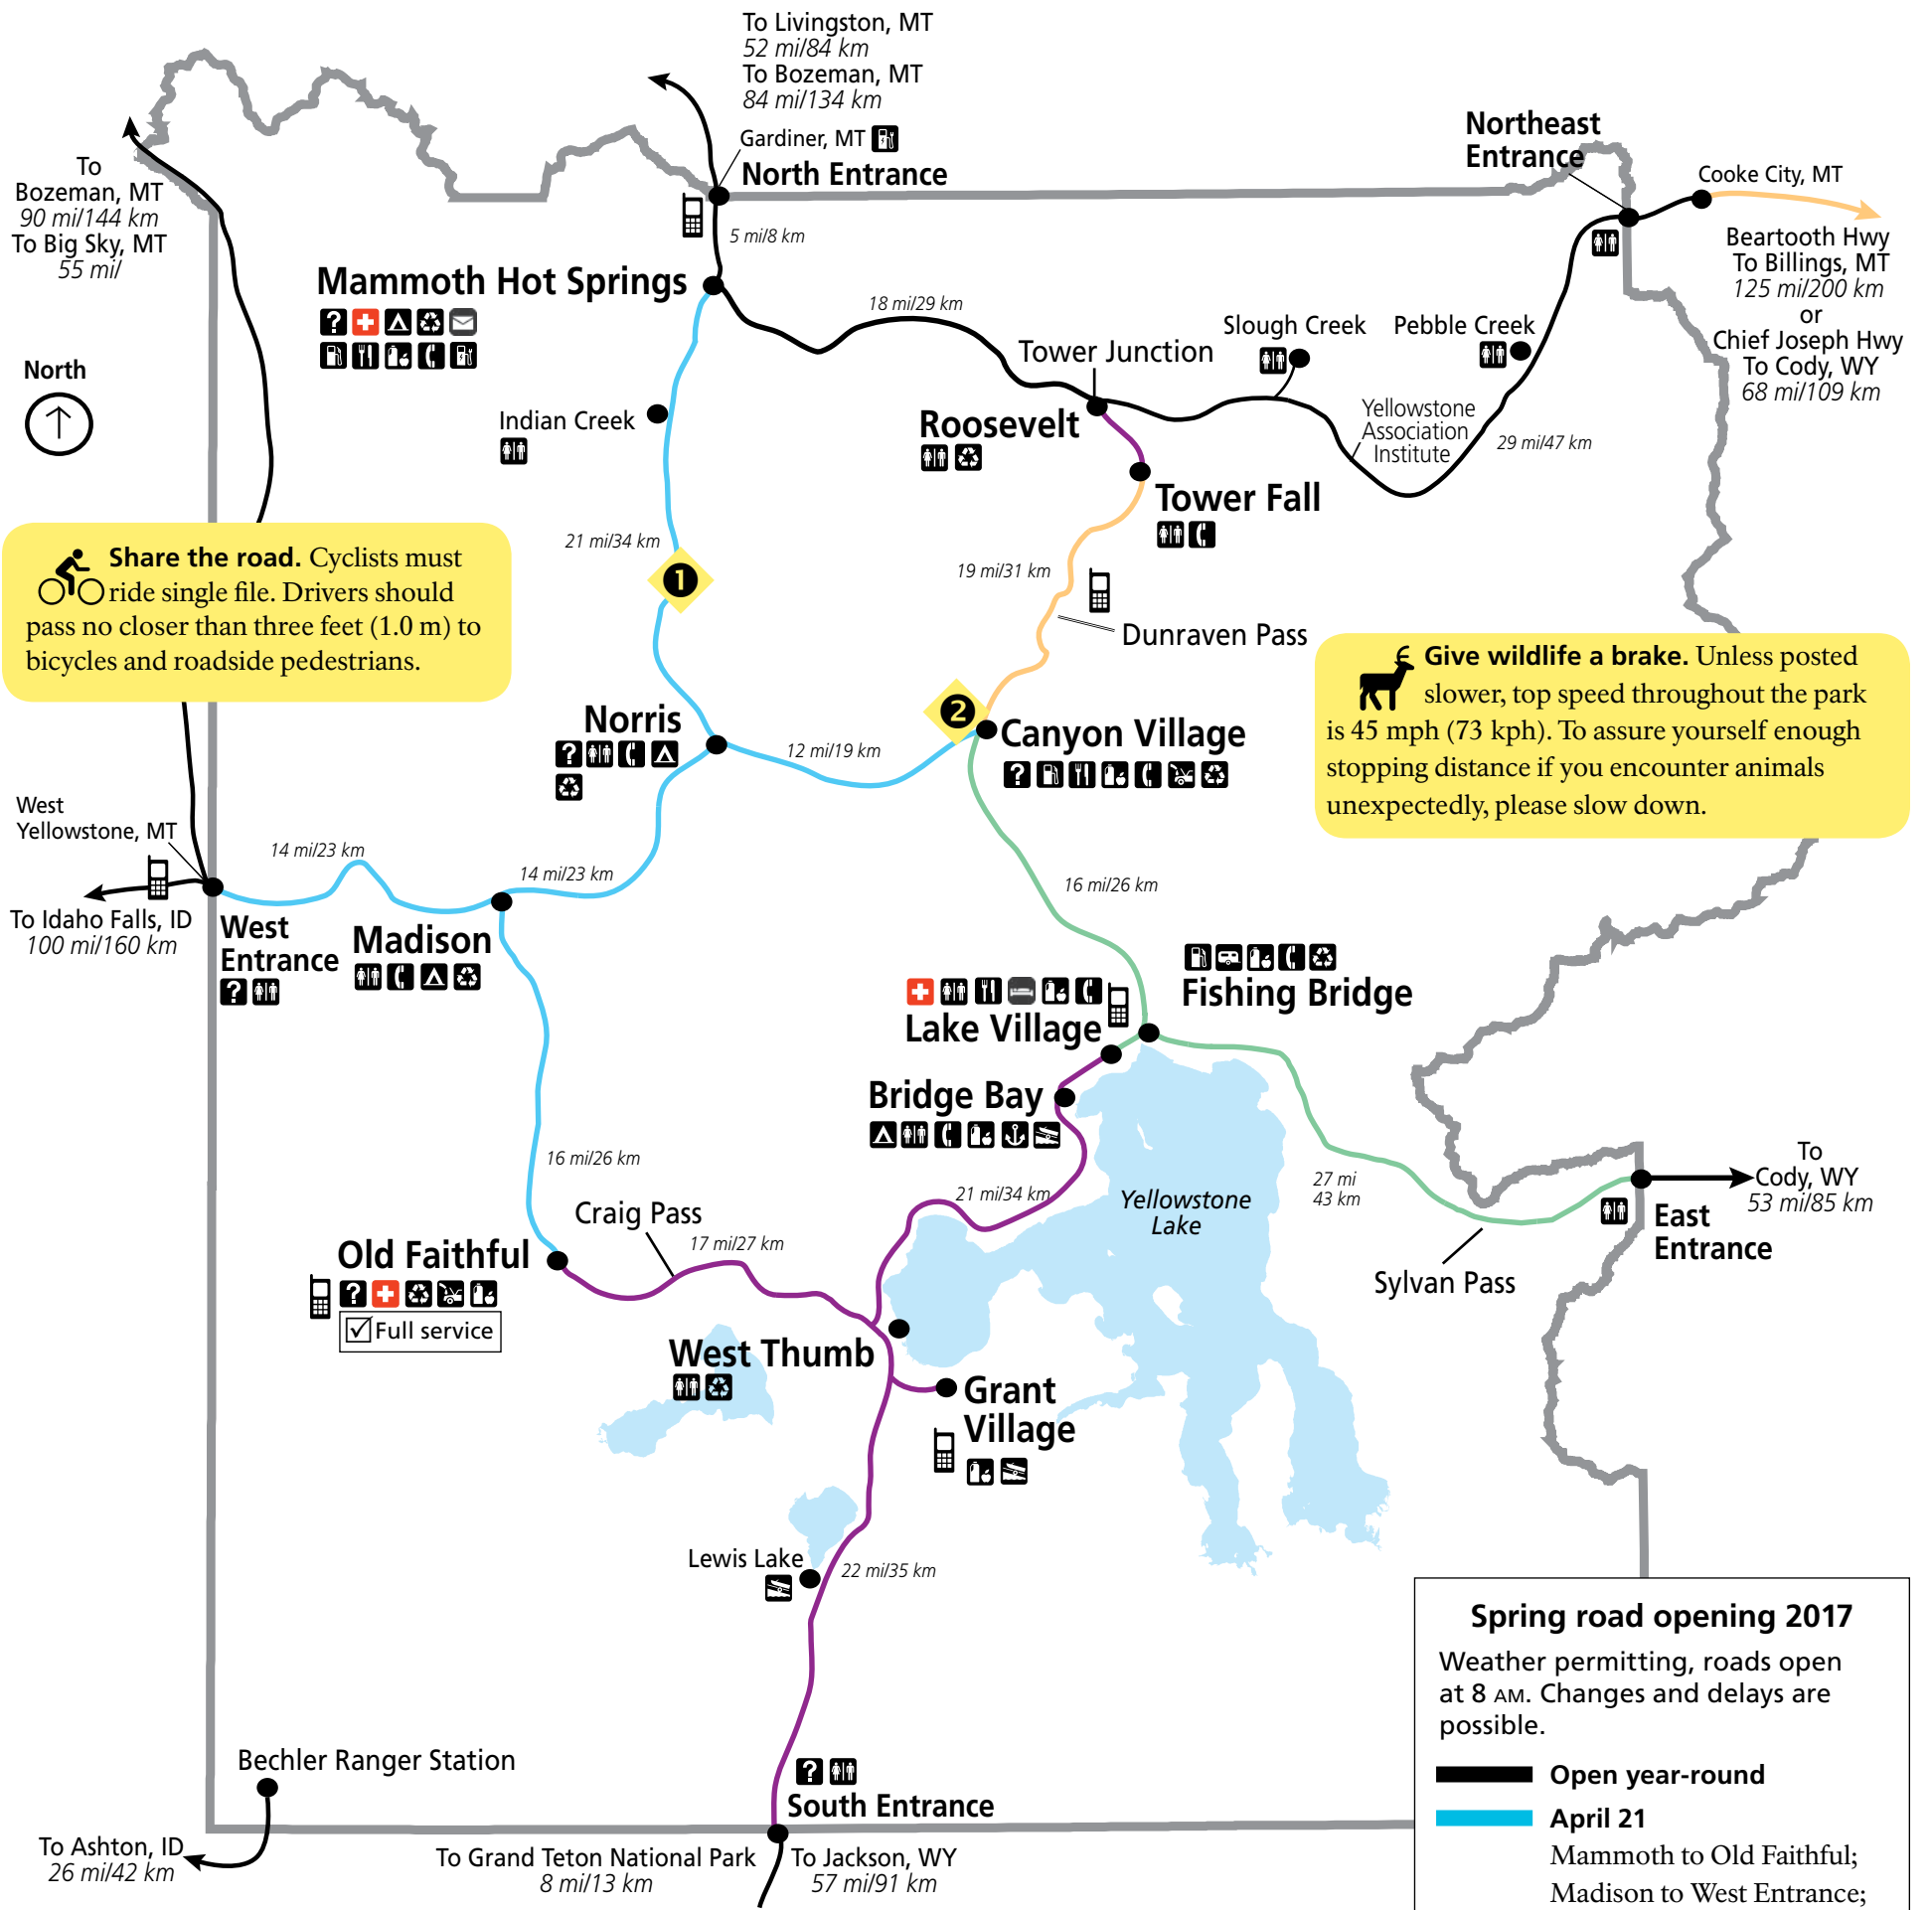 To Livingston, MT
52 mi/84 km
To Bozeman, MT
84 mi/134 km
Gardiner, MT
North Entrance
Northeast
Entrance
Cooke City, MT
To
Bozeman, MT
90 mi/144 km
To Big Sky, MT
55 mi/
5 mi/8 km
Beartooth Hwy
To Billings, MT
125 mi/200 km
or
Chief Joseph Hwy
To Cody, WY
68 mi/109 km
Mammoth Hot Springs
?
18 mi/29 km
Slough Creek
Pebble Creek
Tower Junction
North
Indian Creek
Roosevelt
Yellowstone
Association
Institute
29 mi/47 km
Tower Fall
21 mi/34 km
1
19 mi/31 km
Dunraven Pass
Share the road. Cyclists must
ride single file. Drivers should
pass no closer than three feet (1.0 m) to
bicycles and roadside pedestrians.
Give wildlife a brake. Unless posted
slower, top speed throughout the park
is 45 mph (73 kph). To assure yourself enough
stopping distance if you encounter animals
unexpectedly, please slow down.
Norris
?
2
Canyon Village
?
12 mi/19 km
West
Yellowstone, MT
14 mi/23 km
14 mi/23 km
16 mi/26 km
To Idaho Falls, ID
100 mi/160 km
West
Entrance
?
Madison
Fishing Bridge
Lake Village
Bridge Bay
16 mi/26 km
21 mi/34 km
Yellowstone
Lake
27 mi
43 km
To
Cody, WY
53 mi/85 km
East
Entrance
Sylvan Pass
Craig Pass
17 mi/27 km
Old Faithful
?
Full service
West Thumb
Grant
Village
Lewis Lake
22 mi/35 km
Bechler Ranger Station
?
South Entrance
To Ashton, ID
26 mi/42 km
To Grand Teton National Park
8 mi/13 km
To Jackson, WY
57 mi/91 km
Spring road opening 2017
Weather permitting, roads open
at 8 AM. Changes and delays are
possible.
Open year-round
April 21
Mammoth to Old Faithful;
Madison to West Entrance;